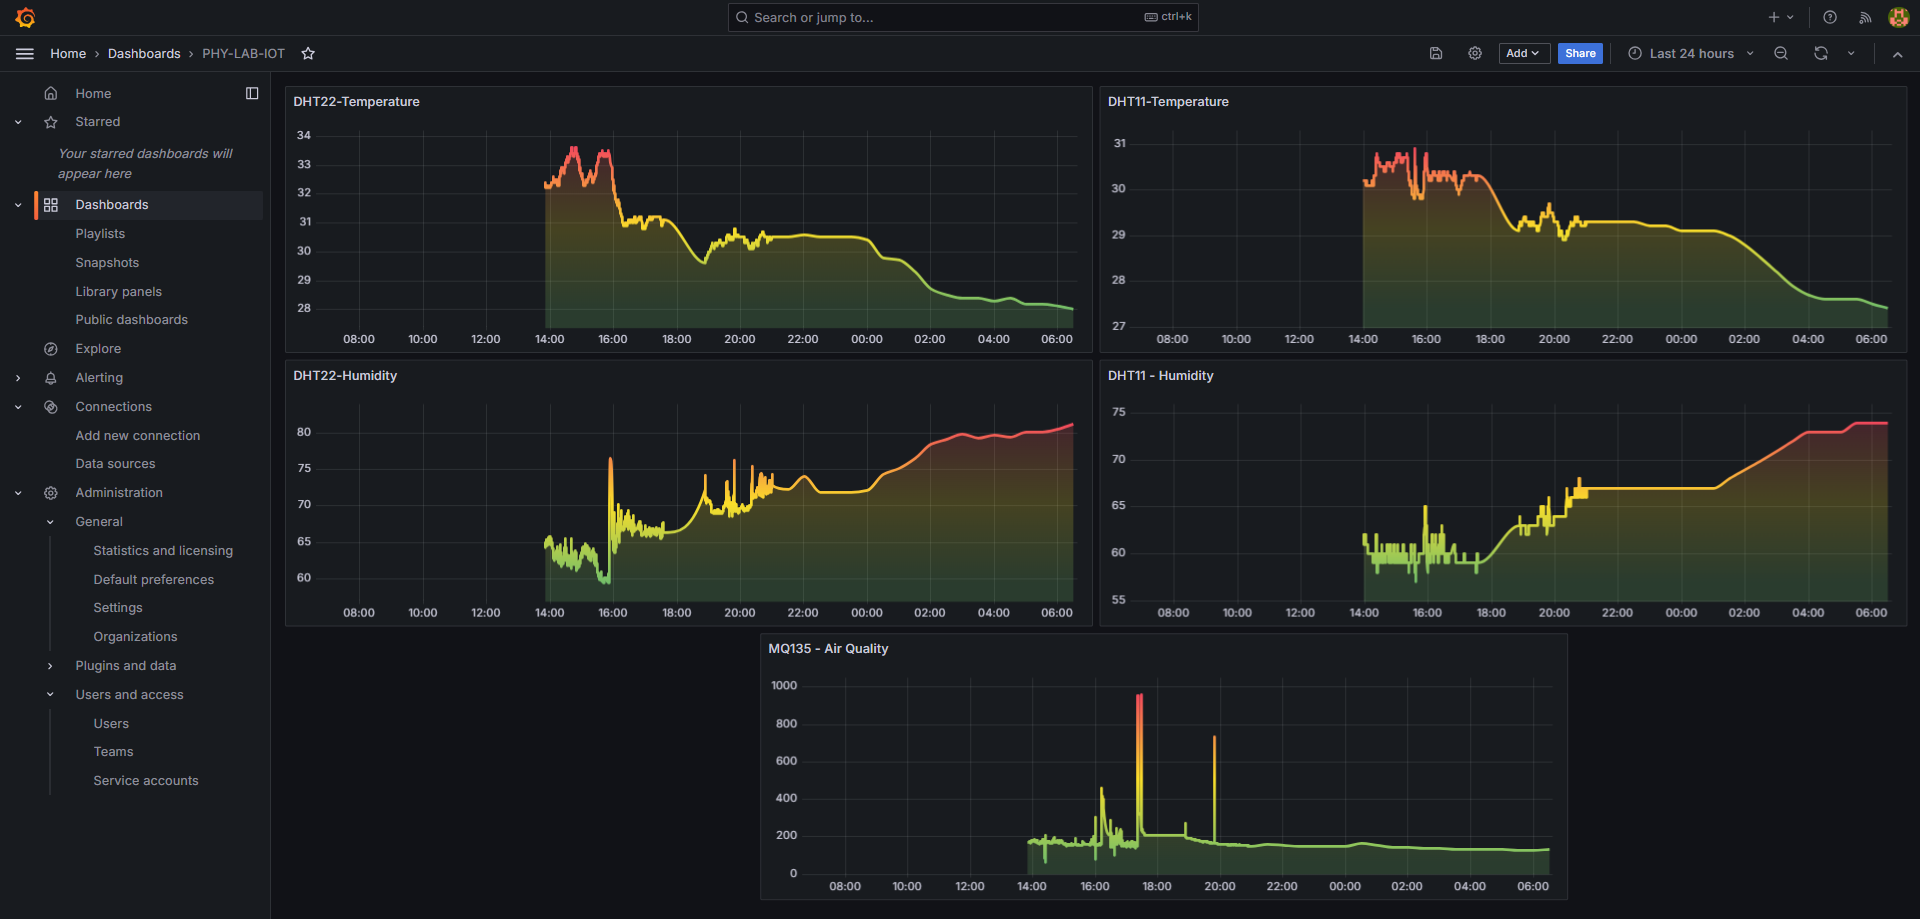 Search or jump to...
ctrl+k
Home › Dashboards › PHY-LAB-IOT
Add
Share
Last 24 hours
Home
Starred
Your starred dashboards will
appear here
Dashboards
Playlists
Snapshots
Library panels
Public dashboards
Explore
Alerting
Connections
Add new connection
Data sources
Administration
General
Statistics and licensing
Default preferences
Settings
Organizations
Plugins and data
Users and access
Users
Teams
Service accounts
DHT22-Temperature
34
33
32
31
30
29
28
08:00 10:00 12:00 14:00 16:00 18:00 20:00 22:00 00:00 02:00 04:00 06:00
DHT11-Temperature
31
30
29
28
27
08:00 10:00 12:00 14:00 16:00 18:00 20:00 22:00 00:00 02:00 04:00 06:00
DHT22-Humidity
80
75
70
65
60
08:00 10:00 12:00 14:00 16:00 18:00 20:00 22:00 00:00 02:00 04:00 06:00
DHT11 - Humidity
75
70
65
60
55
08:00 10:00 12:00 14:00 16:00 18:00 20:00 22:00 00:00 02:00 04:00 06:00
MQ135 - Air Quality
1000
800
600
400
200
0
08:00 10:00 12:00 14:00 16:00 18:00 20:00 22:00 00:00 02:00 04:00 06:00